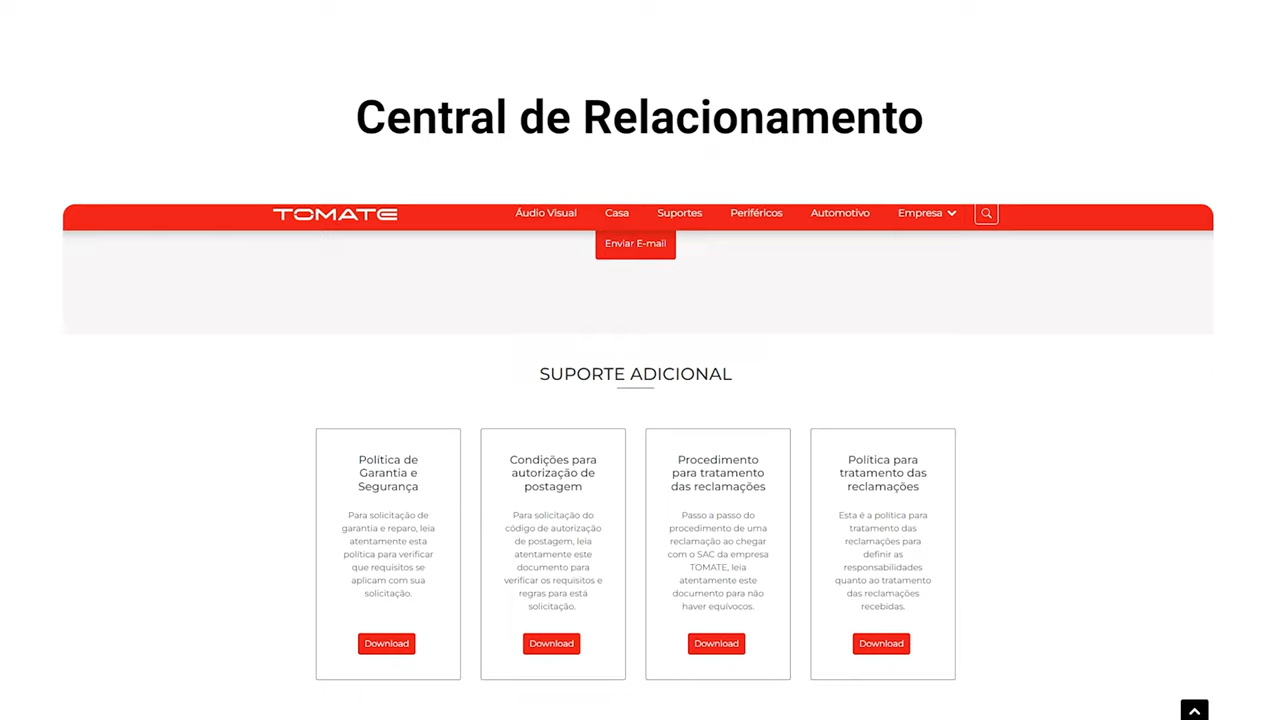 Central de Relacionamento
TOMATE
Áudio Visual Casa Suportes Periféricos Automotivo Empresa
Enviar E-mail
SUPORTE ADICIONAL
Política de
Garantia e
Segurança
Para solicitação de
garantia e reparo, leia
atentamente esta
política para verificar
que requisitos se
aplicam com sua
solicitação.
Download
Condições para
autorização de
postagem
Para solicitação do
código de autorização
de postagem, leia
atentamente este
documento para
verificar os requisitos e
regras para está
solicitação.
Download
Procedimento
para tratamento
das reclamações
Passo a passo do
procedimento de uma
reclamação ao chegar
com o SAC da empresa
TOMATE, leia
atentamente este
documento para não
haver equívocos.
Download
Política para
tratamento das
reclamações
Esta é a política para
tratamento das
reclamações para
definir as
responsabilidades
quanto ao tratamento
das reclamações
recebidas.
Download